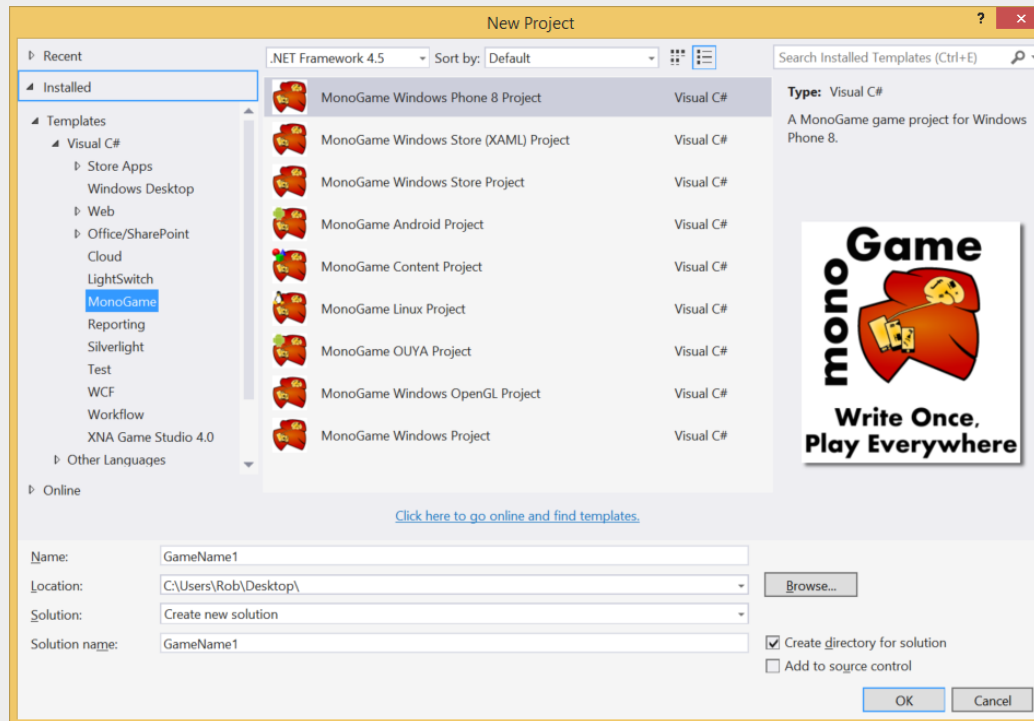 New Project
?
Recent
Installed
Templates
Visual C#
Store Apps
Windows Desktop
Web
Office/SharePoint
Cloud
LightSwitch
MonoGame
Reporting
Silverlight
Test
WCF
Workflow
XNA Game Studio 4.0
Other Languages
Online
.NET Framework 4.5 Sort by: Default
MonoGame Windows Phone 8 Project Visual C#
MonoGame Windows Store (XAML) Project Visual C#
MonoGame Windows Store Project Visual C#
MonoGame Android Project Visual C#
MonoGame Content Project Visual C#
MonoGame Linux Project Visual C#
MonoGame OUYA Project Visual C#
MonoGame Windows OpenGL Project Visual C#
MonoGame Windows Project Visual C#
Click here to go online and find templates.
Search Installed Templates (Ctrl+E)
Type: Visual C#
A MonoGame game project for Windows
Phone 8.
mono
Game
Write Once,
Play Everywhere
Name: GameName1
Location: C:\Users\Rob\Desktop\
Browse...
Solution: Create new solution
Solution name: GameName1
Create directory for solution
Add to source control
OK Cancel